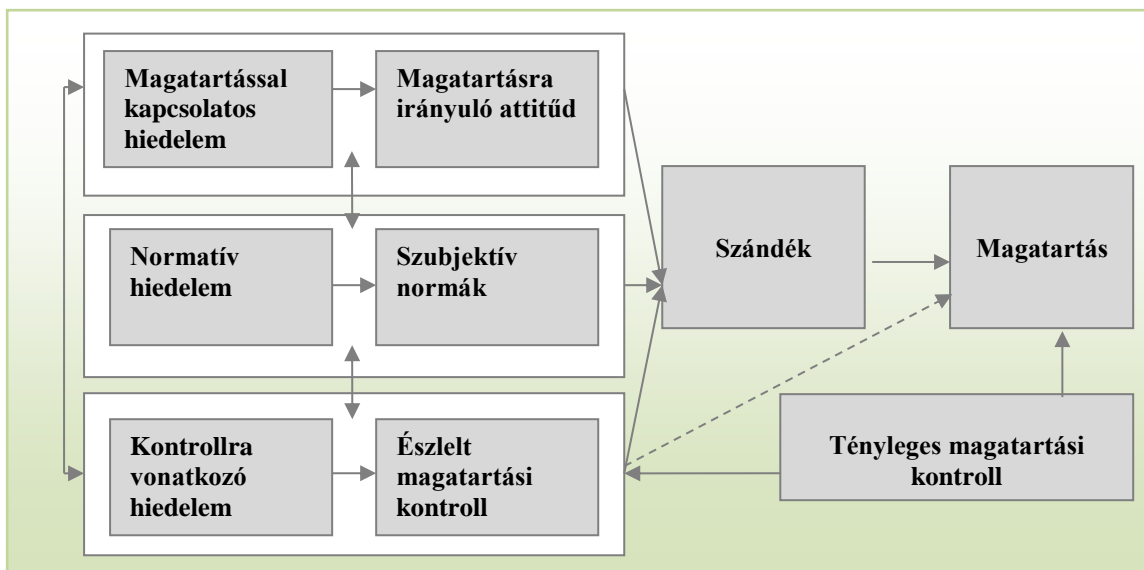 Magatartással
kapcsolatos
hiedelem
Magatartásra
irányuló attitűd
Normatív
hiedelem
Szubjektív
normák
Kontrollra
vonatkozó
hiedelem
Észlelt
magatartási
kontroll
Szándék
Magatartás
Tényleges magatartási
kontroll